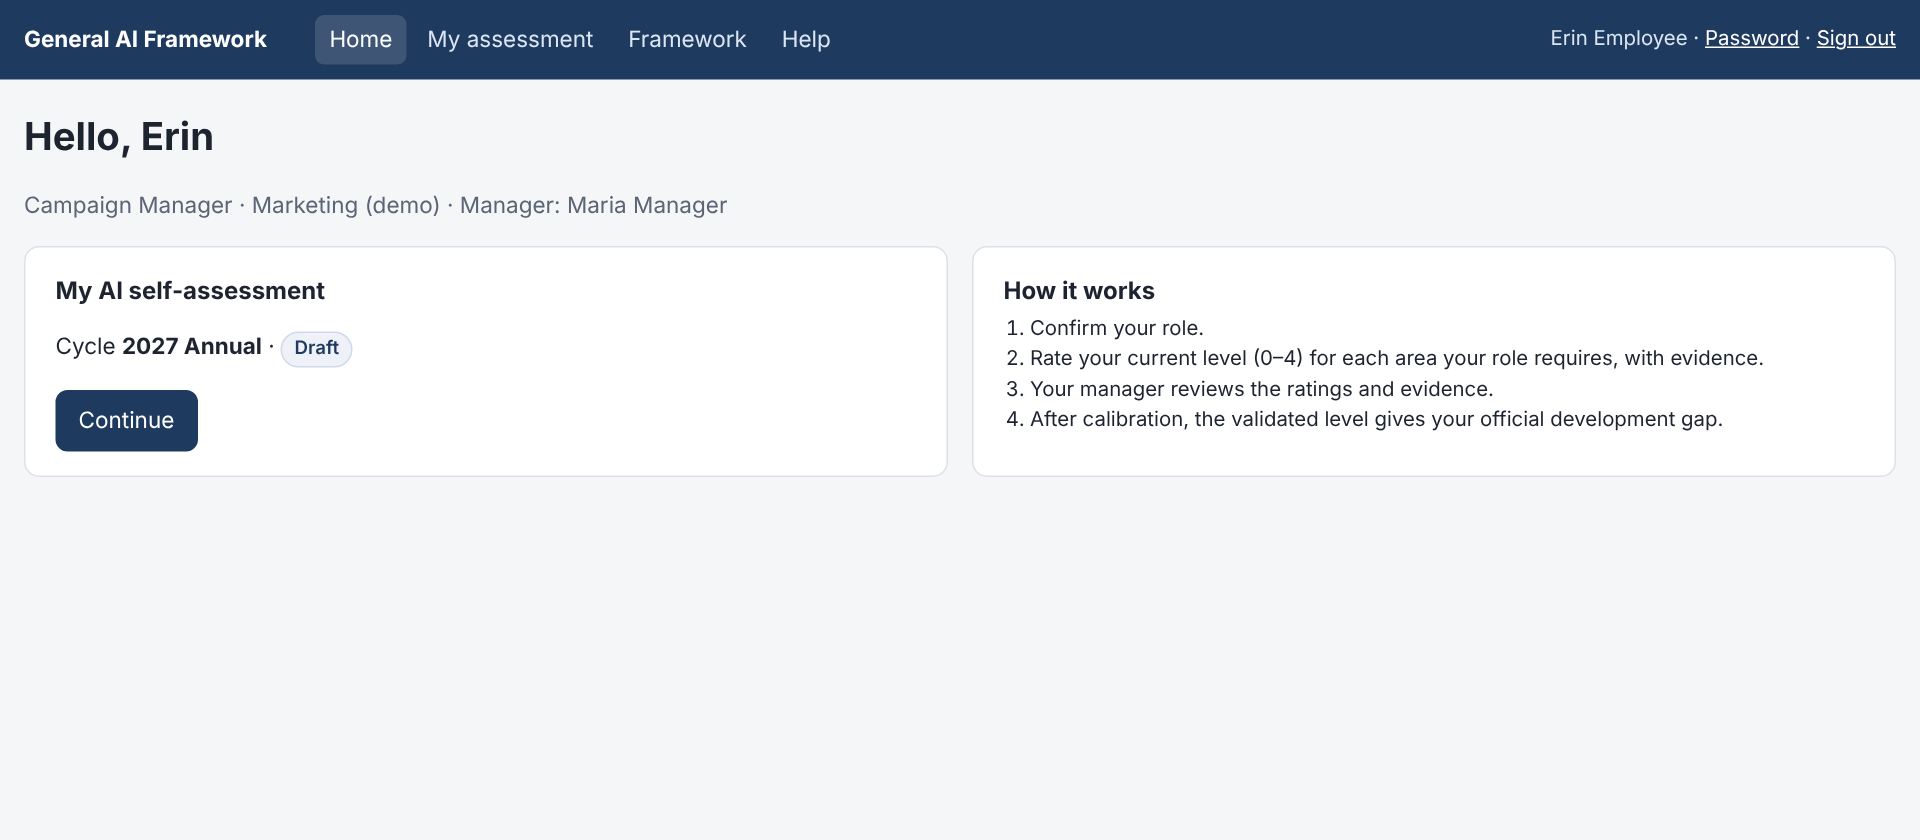 General AI Framework Home My assessment Framework Help Erin Employee · Password · Sign out
Hello, Erin
Campaign Manager · Marketing (demo) · Manager: Maria Manager
My AI self-assessment
Cycle 2027 Annual · Draft
Continue
How it works
1. Confirm your role.
2. Rate your current level (0–4) for each area your role requires, with evidence.
3. Your manager reviews the ratings and evidence.
4. After calibration, the validated level gives your official development gap.